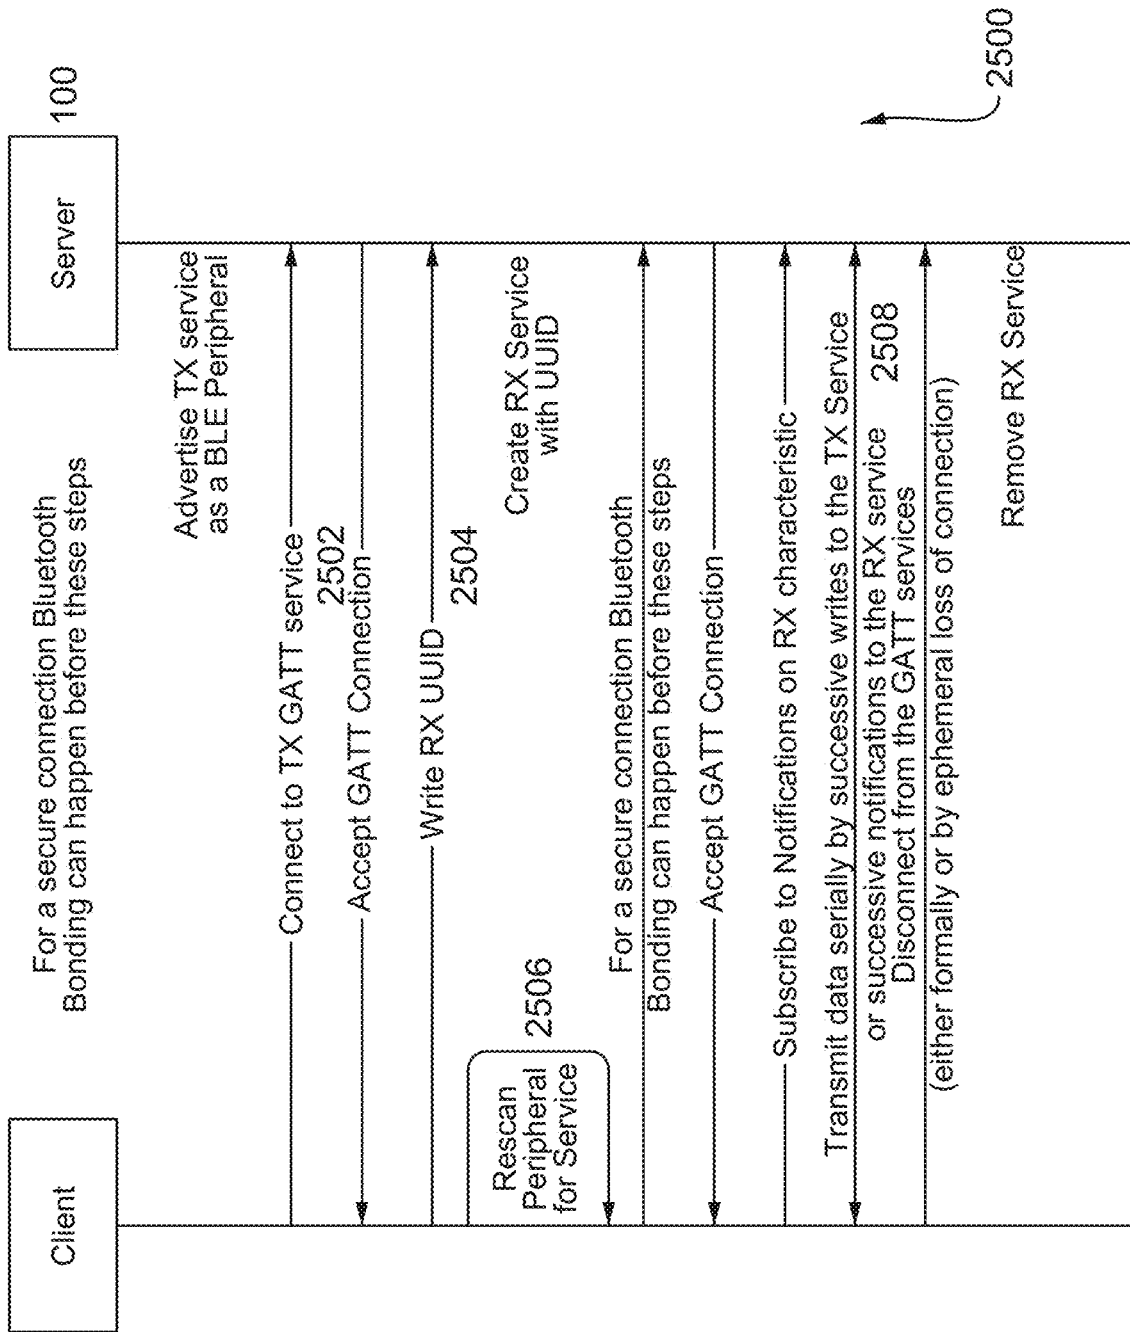 Client
Server
100
For a secure connection Bluetooth
Bonding can happen before these steps
Advertise TX service
as a BLE Peripheral
Connect to TX GATT service
2502
Accept GATT Connection
Write RX UUID
2504
Rescan
Peripheral
for Service
2506
Create RX Service
with UUID
For a secure connection Bluetooth
Bonding can happen before these steps
Accept GATT Connection
Subscribe to Notifications on RX characteristic
Transmit data serially by successive writes to the TX Service
or successive notifications to the RX service
2508
Disconnect from the GATT services
(either formally or by ephemeral loss of connection)
Remove RX Service
2500